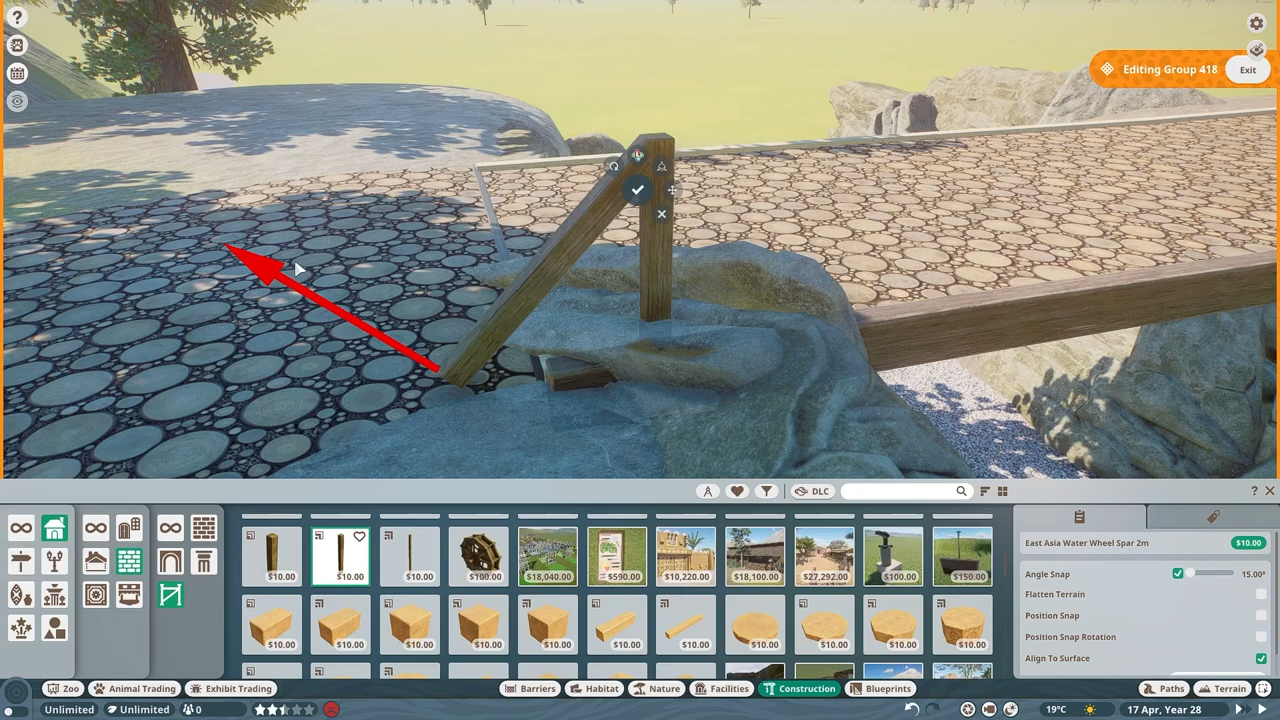 ?
Editing Group 418
Exit
DLC
? ×
$10.00 $10.00 $10.00 $100.00 $18,040.00 $590.00 $10,220.00 $18,100.00 $27,292.00 $100.00 $150.00
East Asia Water Wheel Spar 2m $10.00
Angle Snap 15.00°
Flatten Terrain
Position Snap
Position Snap Rotation
Align To Surface
$10.00 $10.00 $10.00 $10.00 $10.00 $10.00 $10.00 $10.00 $10.00 $10.00 $10.00
Zoo Animal Trading Exhibit Trading Barriers Habitat Nature Facilities Construction Blueprints Paths Terrain
Unlimited Unlimited 0 19°C 17 Apr, Year 28